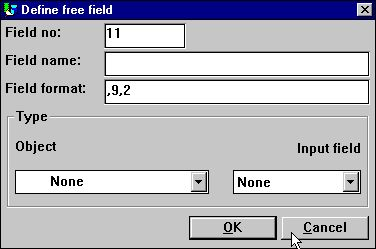 Define free field
Field no: 11
Field name:
Field format: ,9,2
Type
Object Input field
None None
OK Cancel